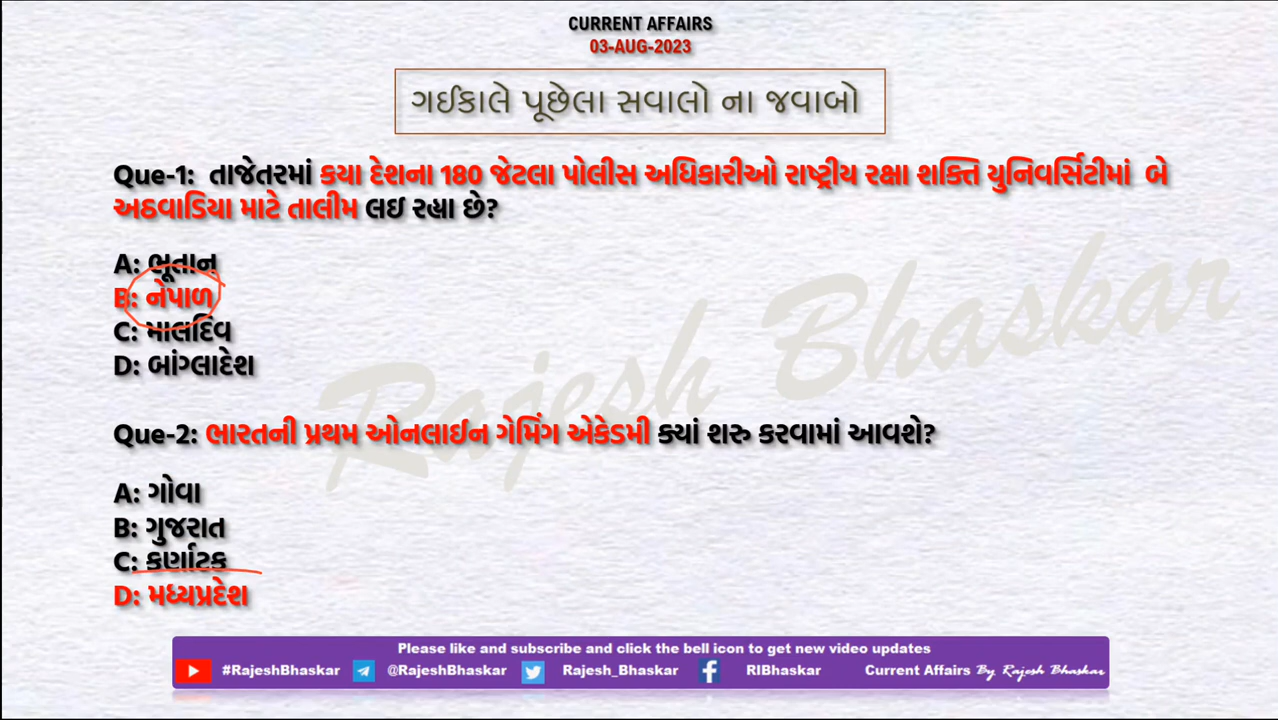 CURRENT AFFAIRS
03-AUG-2023
ગઈકાલે પૂછેલા સવાલો ના જવાબો
Que-1: તાજેતરમાં કયા દેશના 180 જેટલા પોલીસ અધિકારીઓ રાષ્ટ્રીય રક્ષા શક્તિ યુનિવર્સિટીમાં બે
અઠવાડિયા માટે તાલીમ લઇ રહ્યા છે?
A: ભૂતાન
B: નેપાળ
C: માલદિવ
D: બાંગ્લાદેશ
Rajesh Bhaskar
Que-2: ભારતની પ્રથમ ઓનલાઈન ગેમિંગ એકેડમી ક્યાં શરુ કરવામાં આવશે?
A: ગોવા
B: ગુજરાત
C: કર્ણાટક
D: મધ્યપ્રદેશ
Please like and subscribe and click the bell icon to get new video updates
#RajeshBhaskar @RajeshBhaskar Rajesh_Bhaskar RIBhaskar Current Affairs By Rajesh Bhaskar